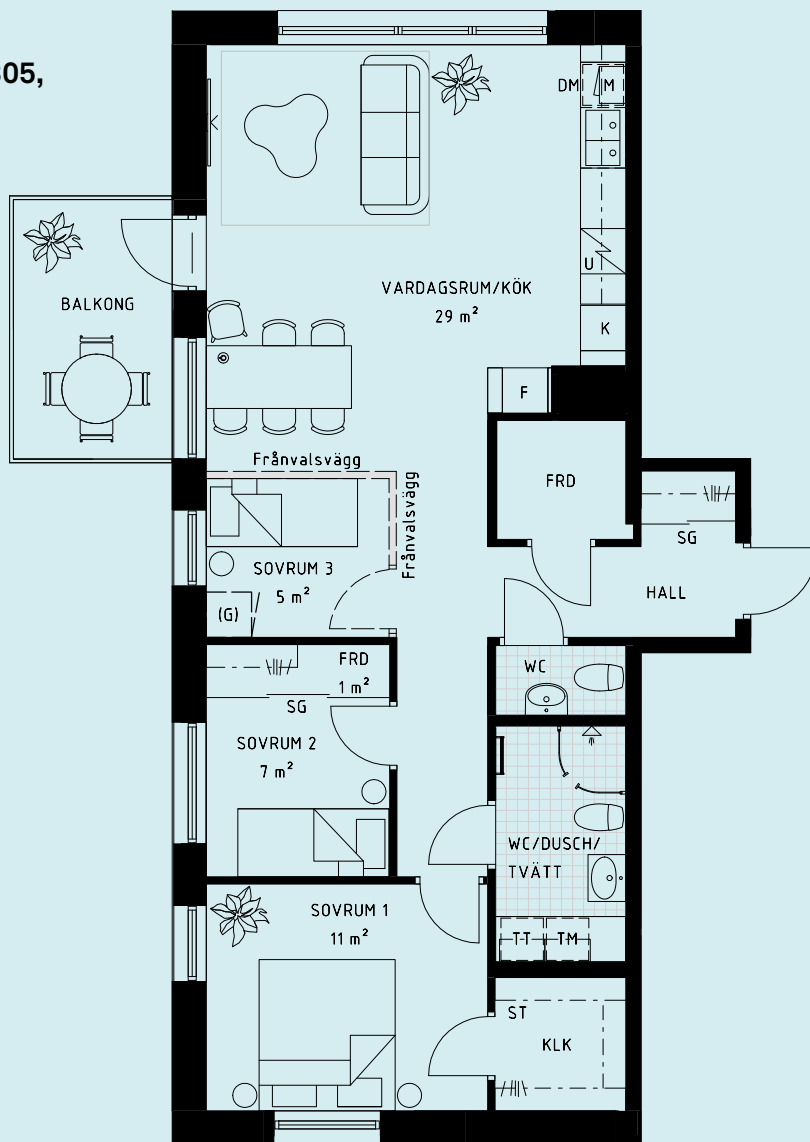 305,
DM
M
U
VARDAGSRUM/KÖK
29 m²
BALKONG
K
F
Frånvalsvägg
Frånvalsvägg
FRD
SG
HALL
SOVRUM 3
5 m²
(G)
FRD
1 m²
WC
SG
SOVRUM 2
7 m²
WC/DUSCH/
TVÄTT
SOVRUM 1
11 m²
TT
TM
ST
KLK